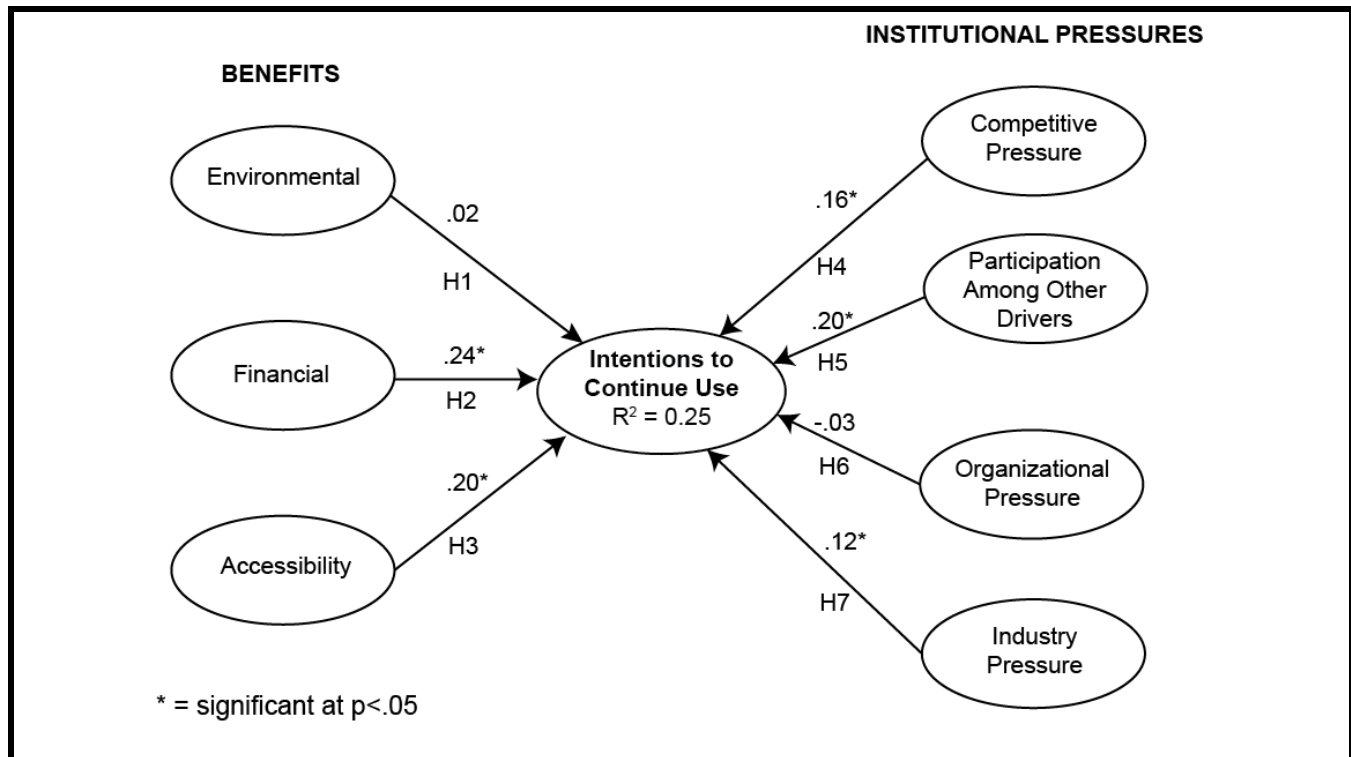 INSTITUTIONAL PRESSURES
BENEFITS
Environmental
.02
H1
Financial
.24*
H2
Accessibility
.20*
H3
Intentions to
Continue Use
R² = 0.25
Competitive
Pressure
.16*
H4
Participation
Among Other
Drivers
.20*
H5
Organizational
Pressure
-.03
H6
Industry
Pressure
.12*
H7
* = significant at p<.05